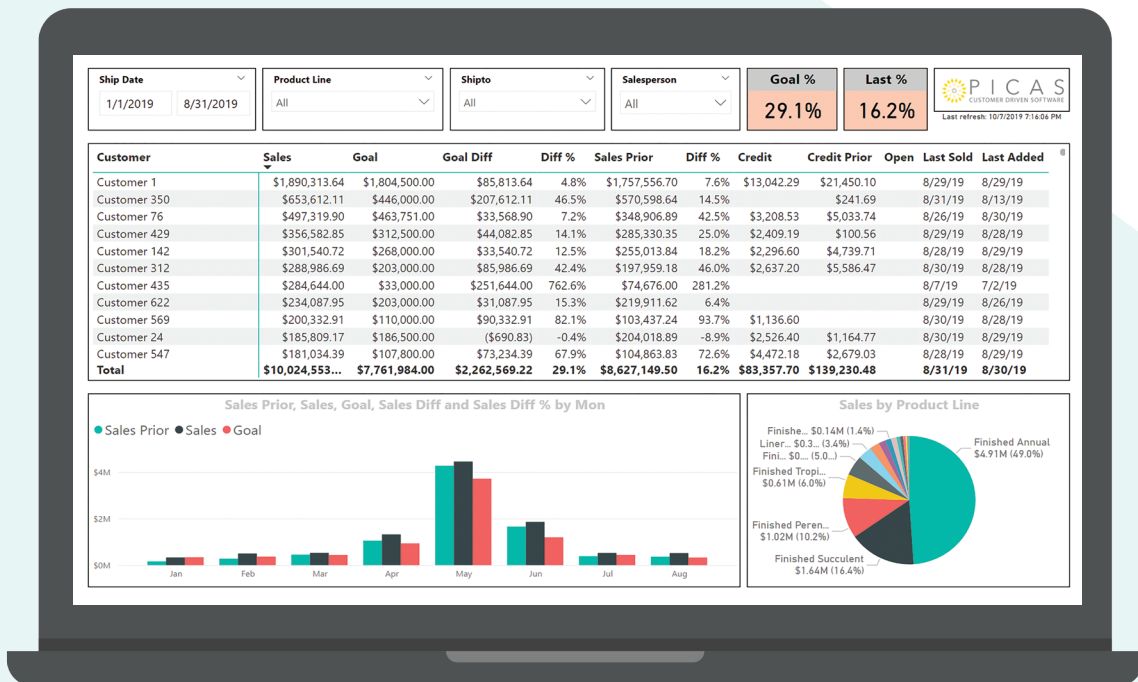 Ship Date
1/1/2019 8/31/2019
Product Line
All
Shipto
All
Salesperson
All
Goal %
29.1%
Last %
16.2%
OPICAS
CUSTOMER DRIVEN SOFTWARE
Last refresh: 10/7/2019 7:16:06 PM
Customer Sales Goal Goal Diff Diff % Sales Prior Diff % Credit Credit Prior Open Last Sold Last Added
Customer 1 $1,890,313.64 $1,804,500.00 $85,813.64 4.8% $1,757,556.70 7.6% $13,042.29 $21,450.10 8/29/19 8/29/19
Customer 350 $653,612.11 $446,000.00 $207,612.11 46.5% $570,598.64 14.5% $241.69 8/31/19 8/13/19
Customer 76 $497,319.90 $463,751.00 $33,568.90 7.2% $348,906.89 42.5% $3,208.53 $5,033.74 8/26/19 8/30/19
Customer 429 $356,582.85 $312,500.00 $44,082.85 14.1% $285,330.35 25.0% $2,409.19 $100.56 8/29/19 8/28/19
Customer 142 $301,540.72 $268,000.00 $33,540.72 12.5% $255,013.84 18.2% $2,296.60 $4,739.71 8/28/19 8/29/19
Customer 312 $288,986.69 $203,000.00 $85,986.69 42.4% $197,959.18 46.0% $2,637.20 $5,586.47 8/30/19 8/28/19
Customer 435 $284,644.00 $33,000.00 $251,644.00 762.6% $74,676.00 281.2% 8/7/19 7/2/19
Customer 622 $234,087.95 $203,000.00 $31,087.95 15.3% $219,911.62 6.4% 8/29/19 8/26/19
Customer 569 $200,332.91 $110,000.00 $90,332.91 82.1% $103,437.24 93.7% $1,136.60 8/30/19 8/28/19
Customer 24 $185,809.17 $186,500.00 ($690.83) -0.4% $204,018.89 -8.9% $2,526.40 $1,164.77 8/30/19 8/29/19
Customer 547 $181,034.39 $107,800.00 $73,234.39 67.9% $104,863.83 72.6% $4,472.18 $2,679.03 8/28/19 8/29/19
Total $10,024,553... $7,761,984.00 $2,262,569.22 29.1% $8,627,149.50 16.2% $83,357.70 $139,230.48 8/31/19 8/30/19
Sales Prior, Sales, Goal, Sales Diff and Sales Diff % by Mon
Sales Prior Sales Goal
$4M
$2M
$0M
Jan Feb Mar Apr May Jun Jul Aug
Sales by Product Line
Finishe... $0.14M (1.4%)
Liner... $0.3... (3.4%)
Fini... $0.... (5.0...)
Finished Tropi...
$0.61M (6.0%)
Finished Peren...
$1.02M (10.2%)
Finished Succulent
$1.64M (16.4%)
Finished Annual
$4.91M (49.0%)